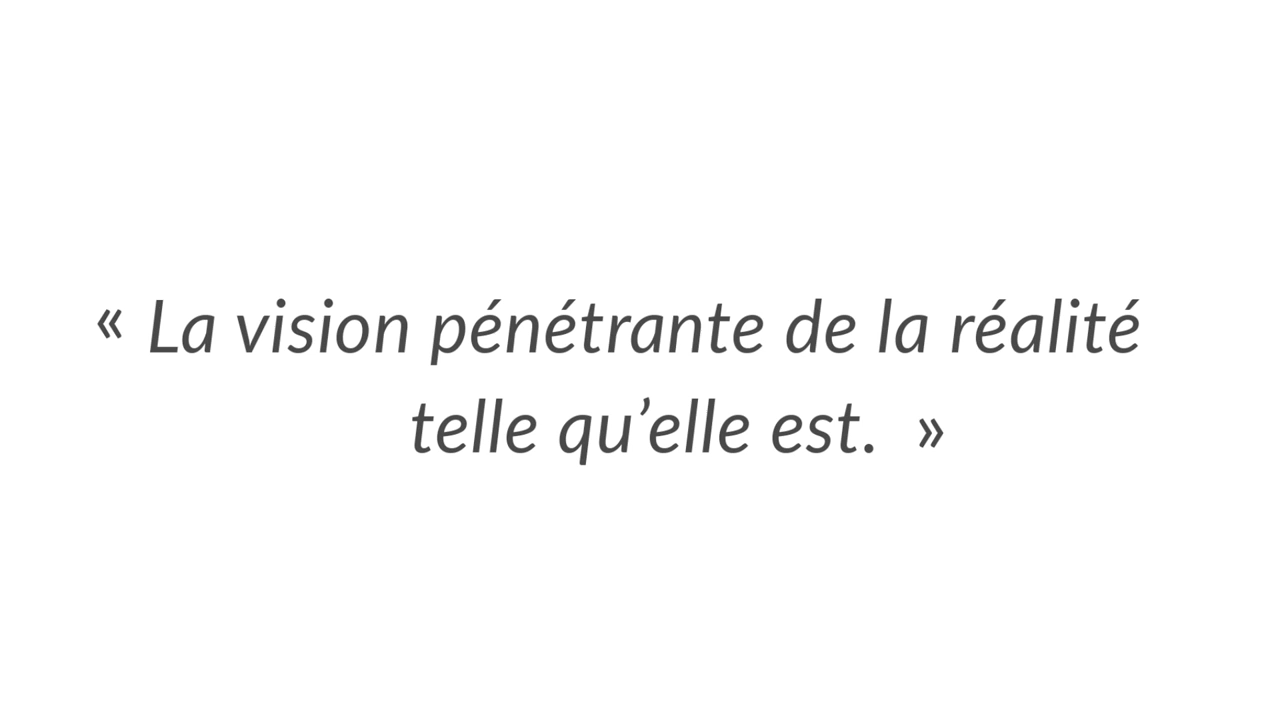 « La vision pénétrante de la réalité
telle qu’elle est.  »